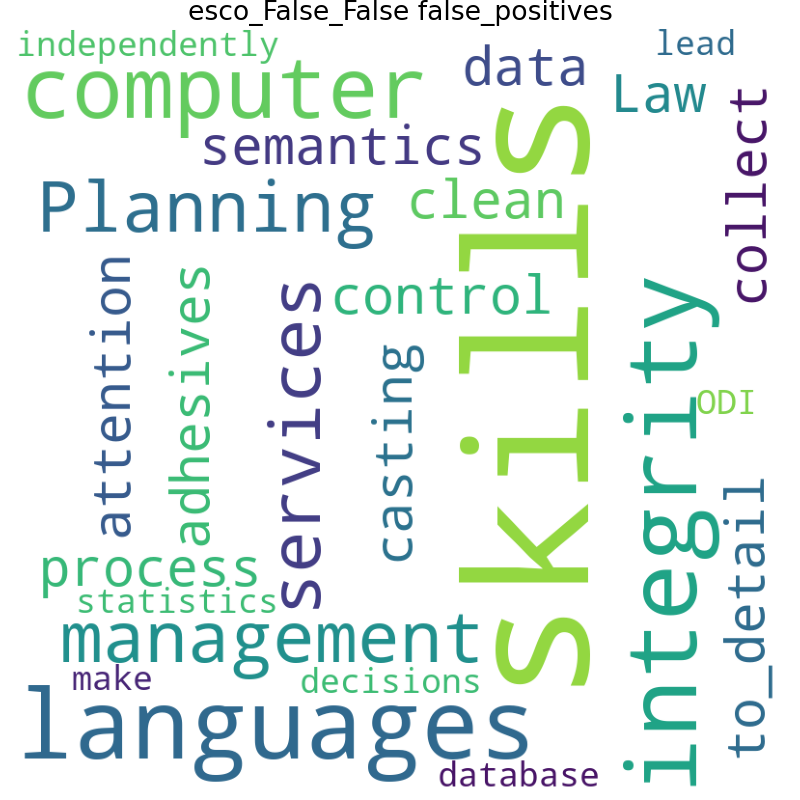 esco_False_False false_positives
independently
lead
computer
data
Law
semantics
collect
Planning
clean
skills
attention
adhesives
services
control
integrity
casting
ODI
process
to_detail
statistics
management
make
decisions
languages
database